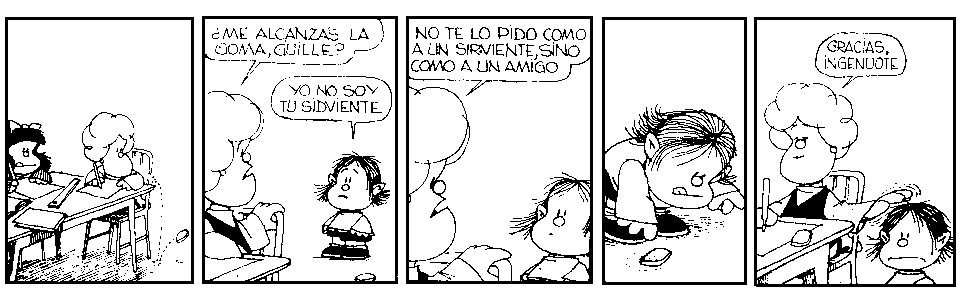 ¿ME ALCANZAS LA
GOMA, GUILLE?
YO NO SOY
TU SIDVIENTE
NO TE LO PIDO COMO
A UN SIRVIENTE, SINO
COMO A UN AMIGO
GRACIAS,
INGENUOTE